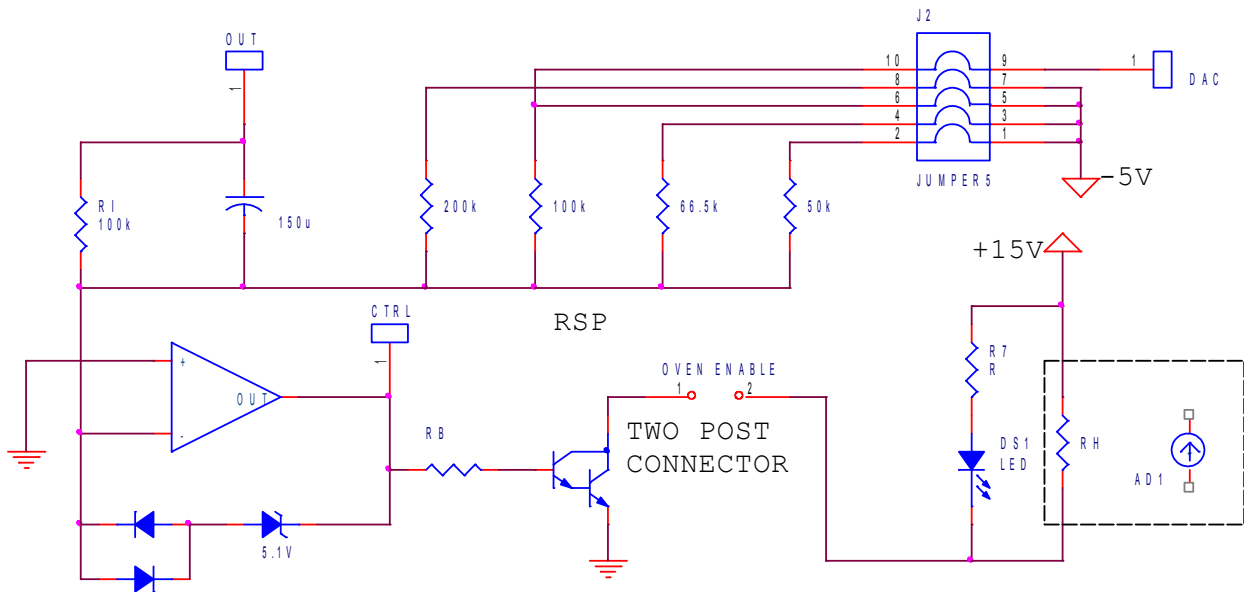 J2
OUT
1
10 9
8 7
6 5
4 3
2 1
1
DAC
JUMPER5
-5V
RI
100k
150u
200k
100k
66.5k
50k
+15V
CTRL
1
RSP
+
OUT
-
OVEN ENABLE
1 2
TWO POST
CONNECTOR
RB
R7
R
DS1
LED
RH
AD1
5.1V